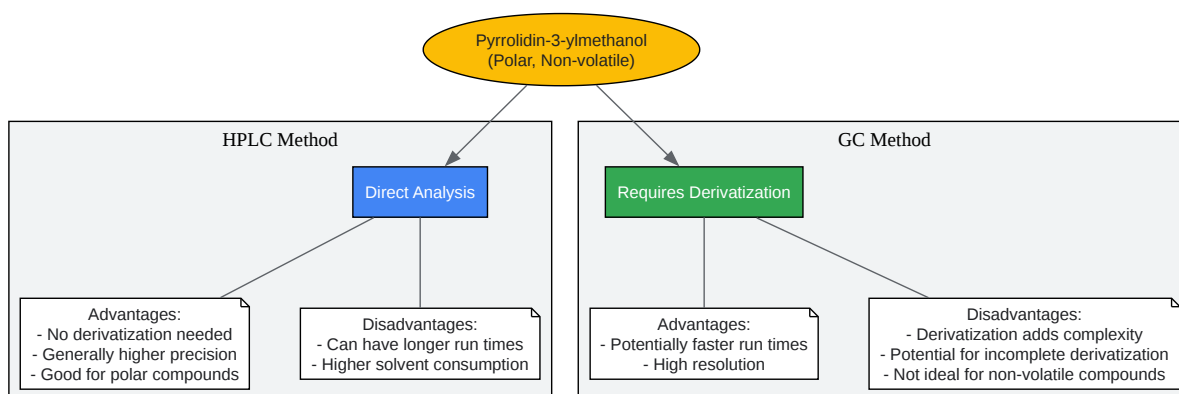 Pyrrolidin-3-ylmethanol
(Polar, Non-volatile)
HPLC Method
Direct Analysis
Advantages:
- No derivatization needed
- Generally higher precision
- Good for polar compounds
Disadvantages:
- Can have longer run times
- Higher solvent consumption
GC Method
Requires Derivatization
Advantages:
- Potentially faster run times
- High resolution
Disadvantages:
- Derivatization adds complexity
- Potential for incomplete derivatization
- Not ideal for non-volatile compounds